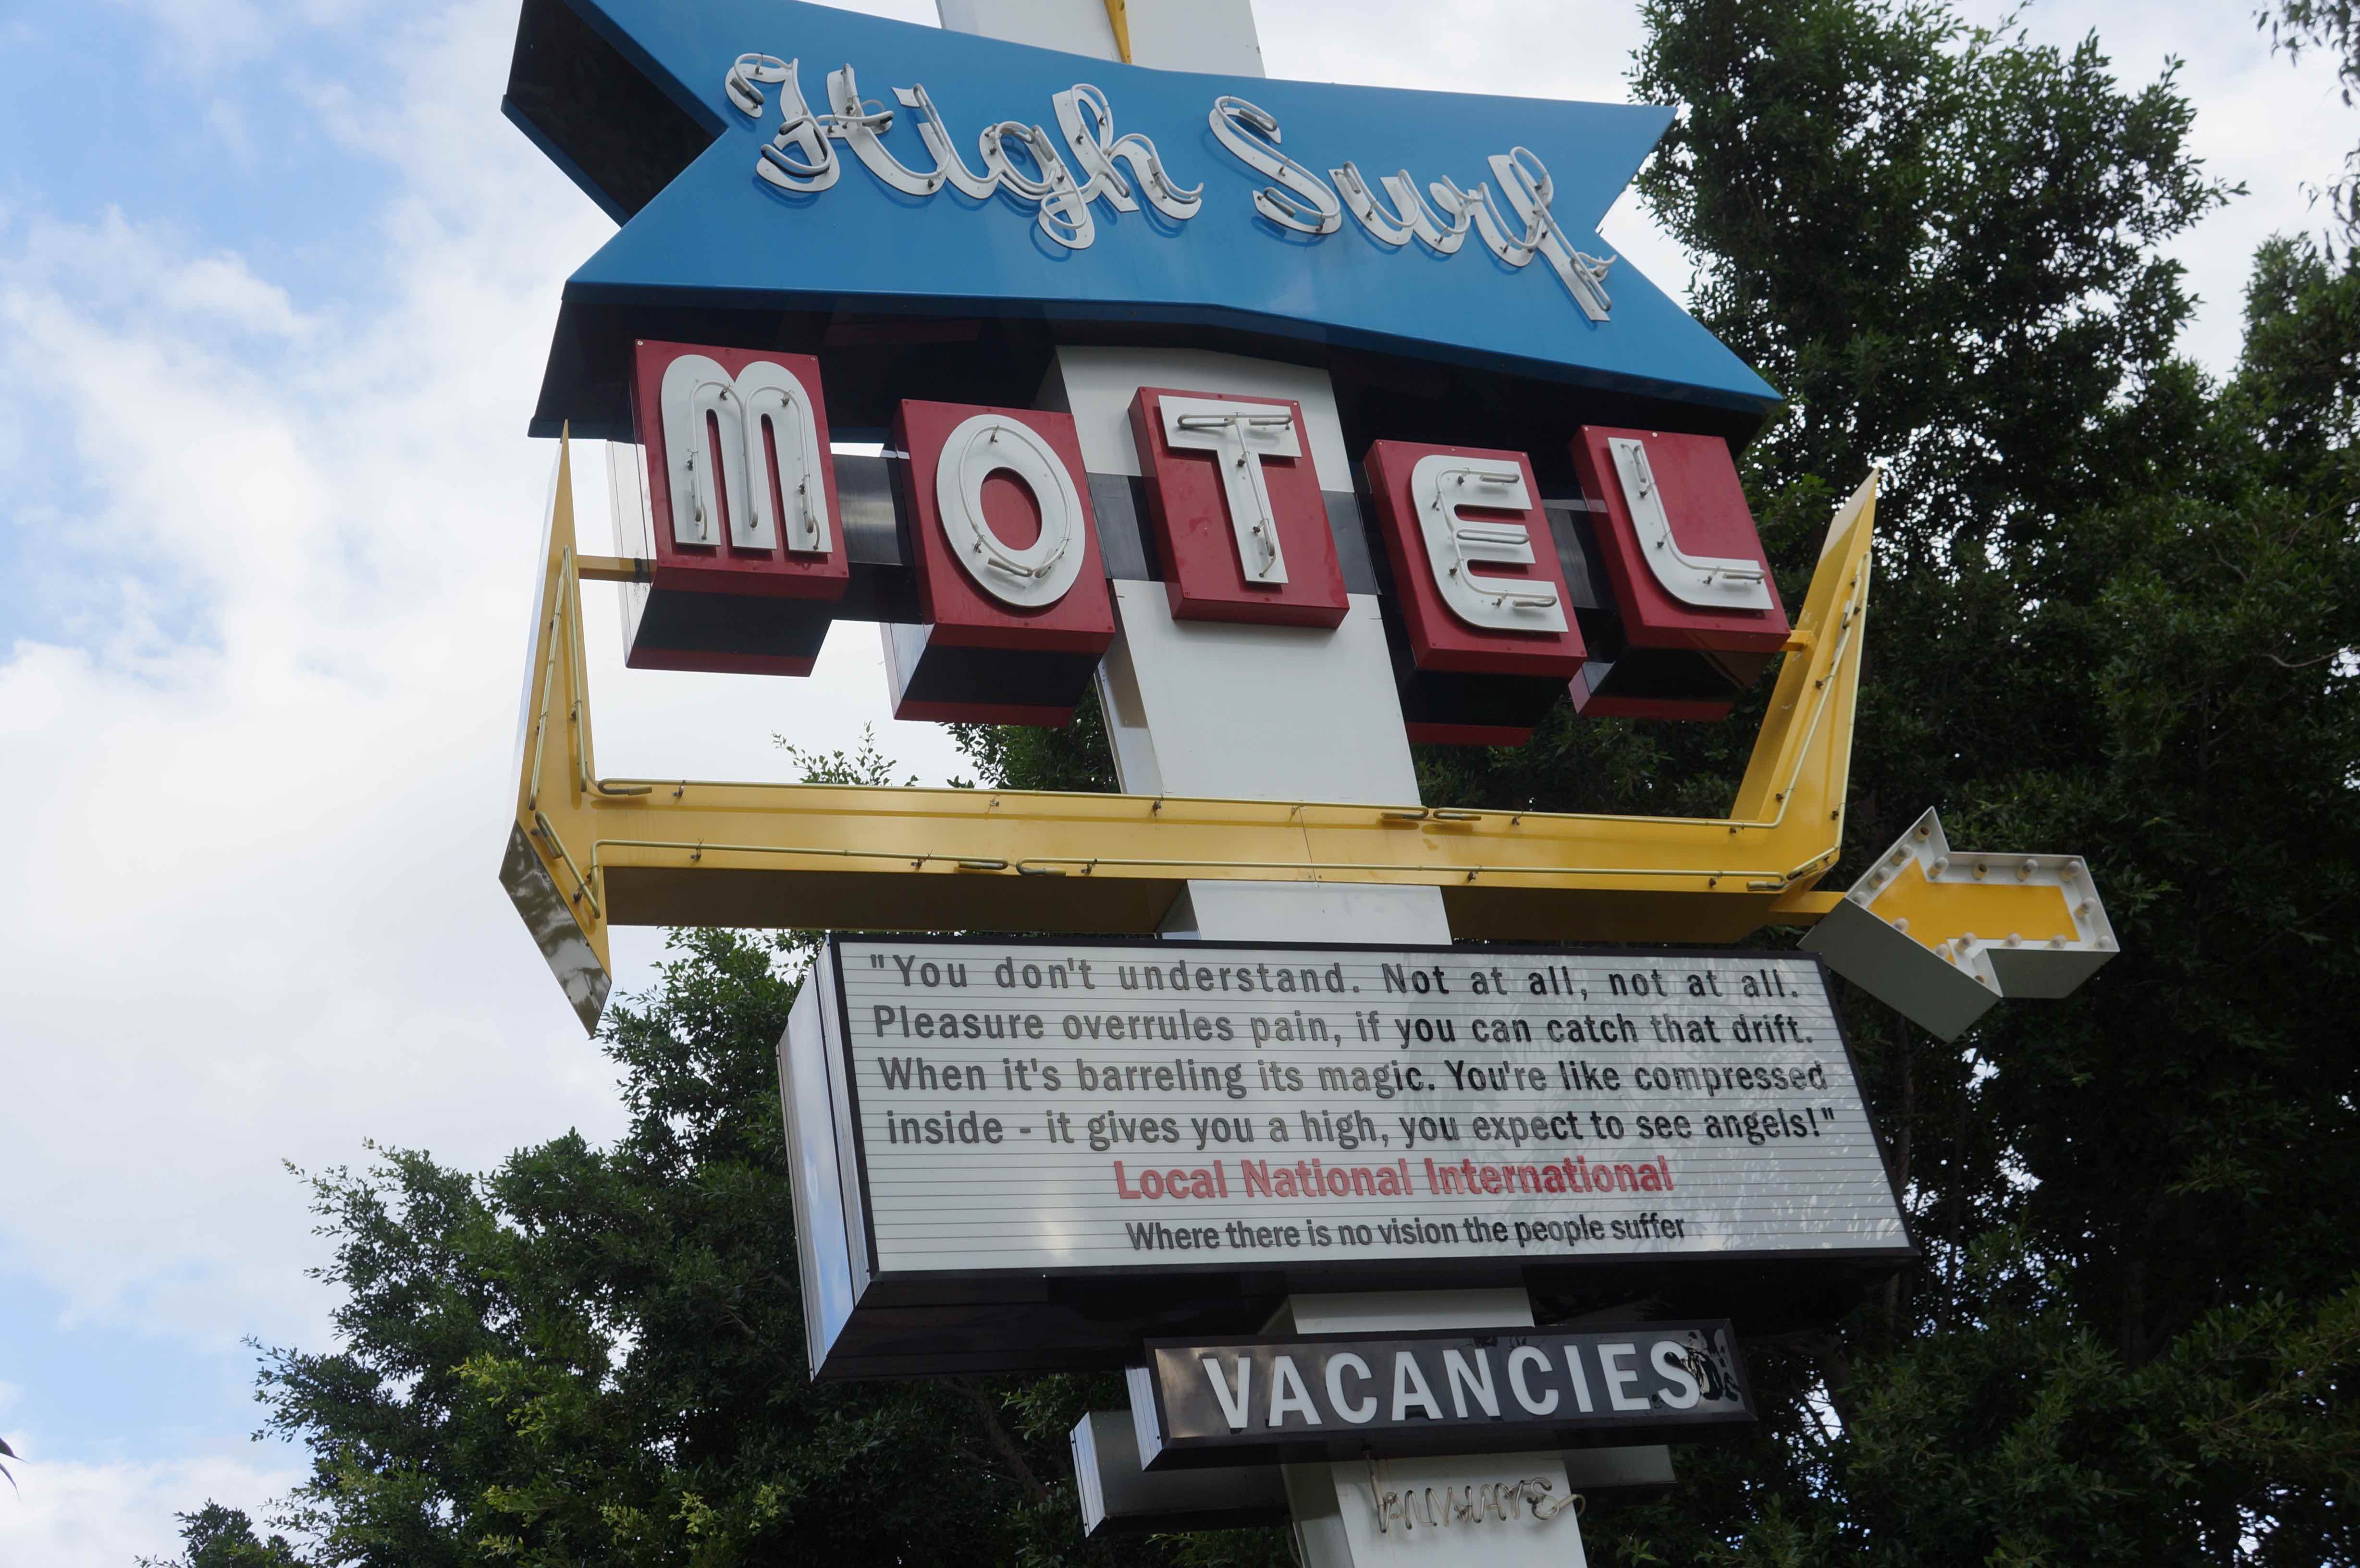 High Surf
MOTEL
"You don't understand. Not at all, not at all.
Pleasure overrules pain, if you can catch that drift.
When it's barreling its magic. You're like compressed
inside - it gives you a high, you expect to see angels!"
Local National International
Where there is no vision the people suffer
VACANCIES
ALWAYS